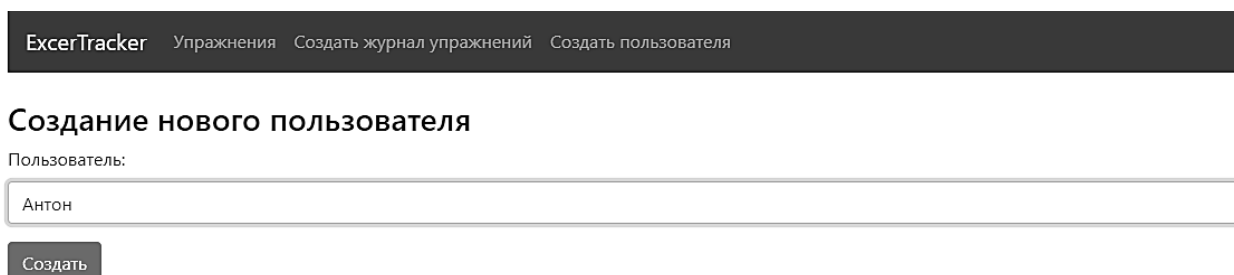 ExcerTracker Упражнения Создать журнал упражнений Создать пользователя
Создание нового пользователя
Пользователь:
Антон
Создать